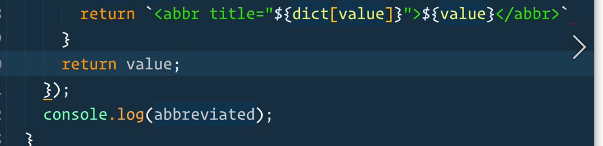 return `<abbr title="${dict[value]}">${value}</abbr>`
}
return value;
});
console.log(abbreviated);
}